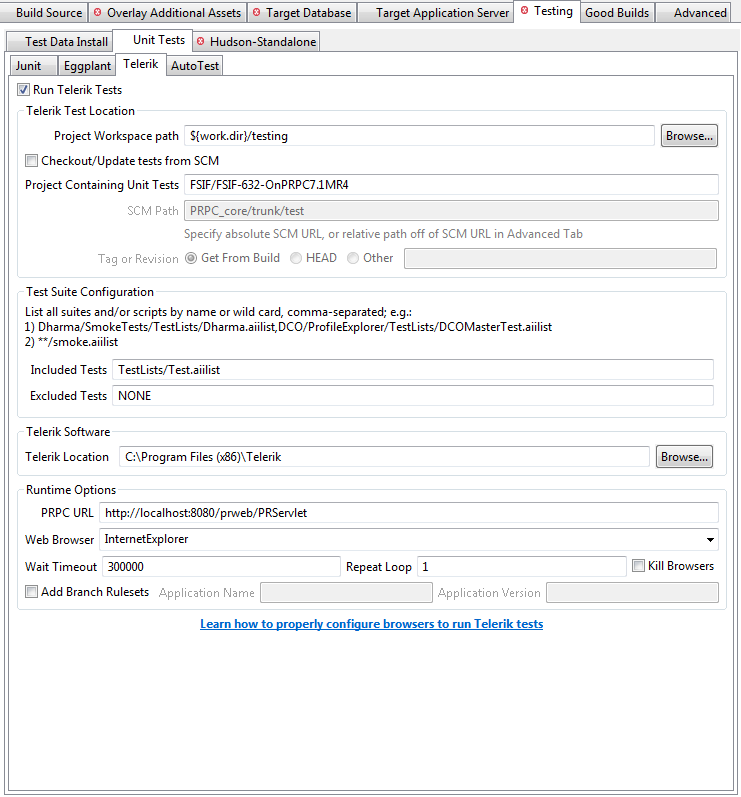 Build Source Overlay Additional Assets Target Database Target Application Server Testing Good Builds Advanced
Test Data Install Unit Tests Hudson-Standalone
Junit Eggplant Telerik AutoTest
Run Telerik Tests
Telerik Test Location
Project Workspace path ${work.dir}/testing Browse...
Checkout/Update tests from SCM
Project Containing Unit Tests FSIF/FSIF-632-OnPRPC7.1MR4
SCM Path PRPC_core/trunk/test
Specify absolute SCM URL, or relative path off of SCM URL in Advanced Tab
Tag or Revision Get From Build HEAD Other
Test Suite Configuration
List all suites and/or scripts by name or wild card, comma-separated; e.g.:
1) Dharma/SmokeTests/TestLists/Dharma.aiilist,DCO/ProfileExplorer/TestLists/DCOMasterTest.aiilist
2) **/smoke.aiilist
Included Tests TestLists/Test.aiilist
Excluded Tests NONE
Telerik Software
Telerik Location C:\Program Files (x86)\Telerik Browse...
Runtime Options
PRPC URL http://localhost:8080/prweb/PRServlet
Web Browser InternetExplorer
Wait Timeout 300000 Repeat Loop 1 Kill Browsers
Add Branch Rulesets Application Name Application Version
Learn how to properly configure browsers to run Telerik tests